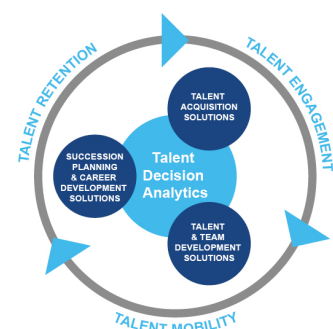 TALENT RETENTION
TALENT ENGAGEMENT
TALENT
ACQUISITION
SOLUTIONS
SUCCESSION
PLANNING
& CAREER
DEVELOPMENT
SOLUTIONS
Talent
Decision
Analytics
TALENT
& TEAM
DEVELOPMENT
SOLUTIONS
TALENT MOBILITY